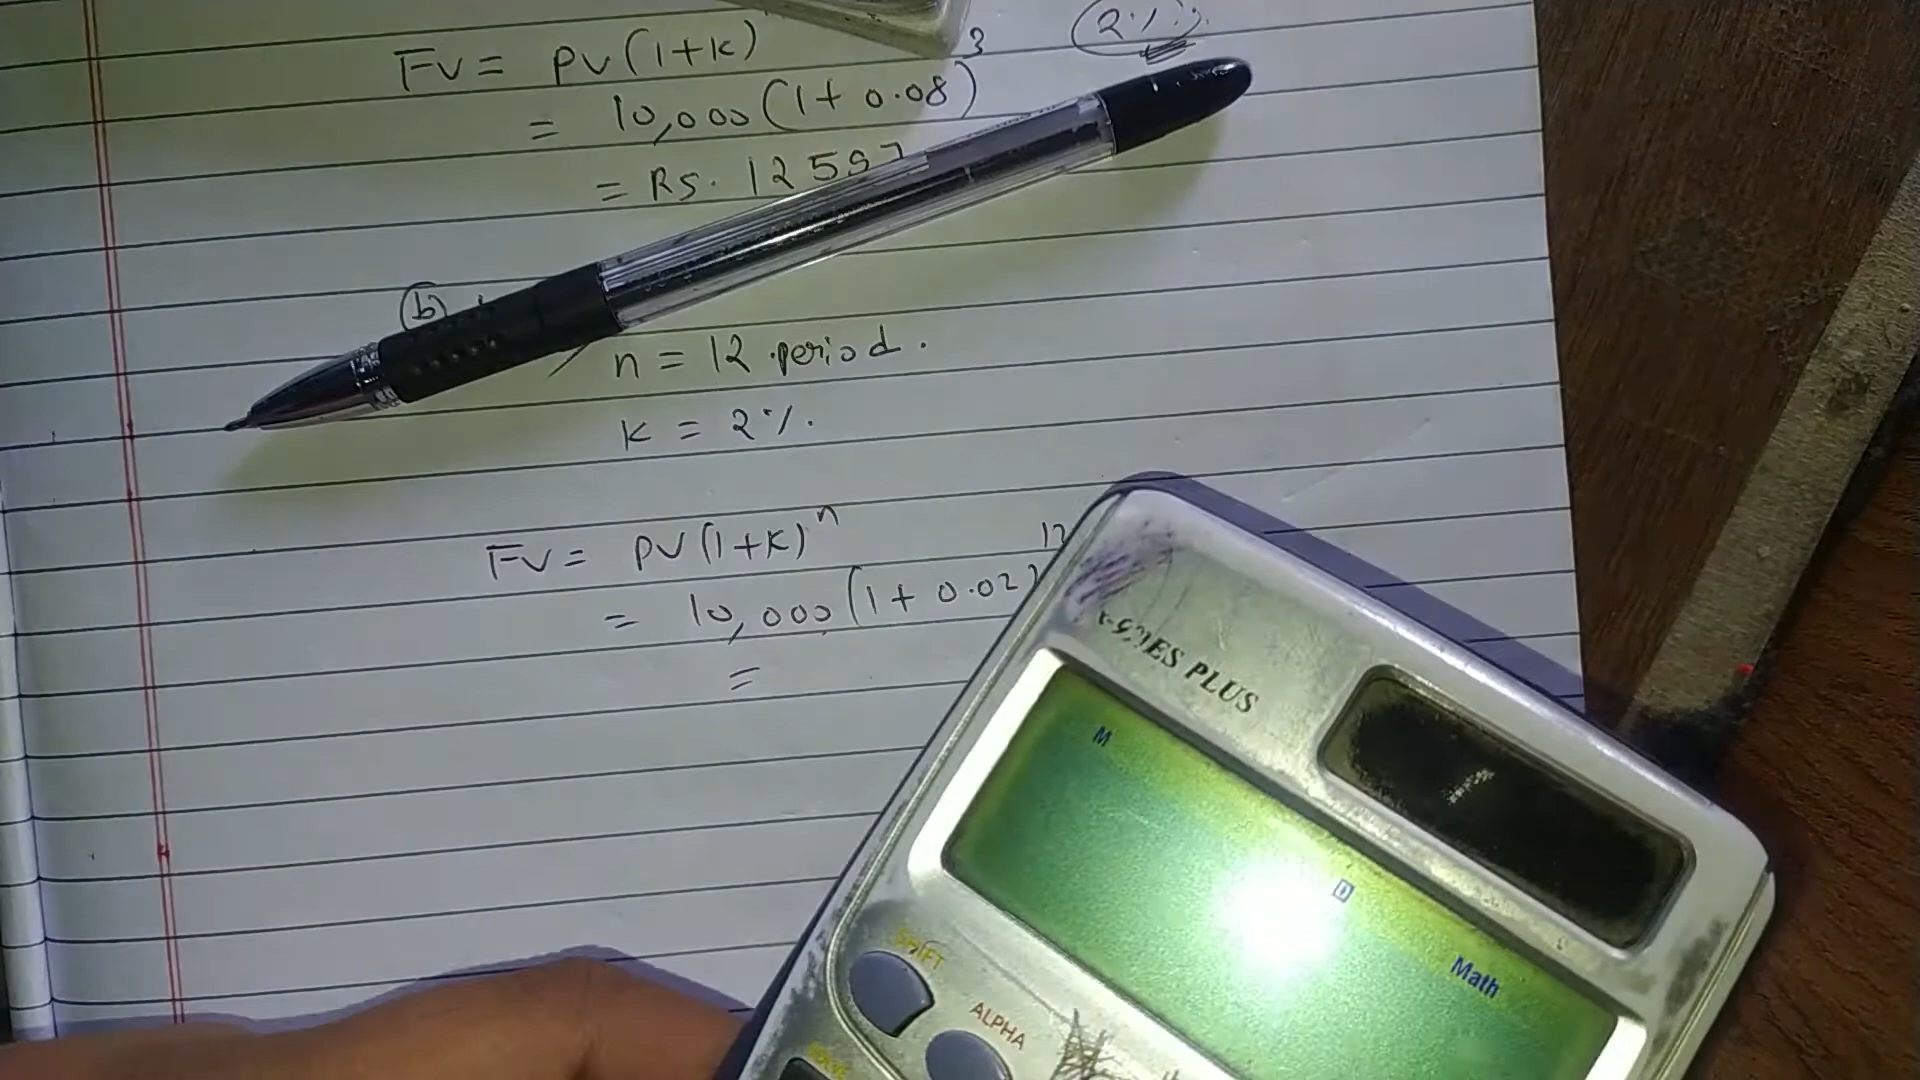 2%
FV = PV(1+k)
= 10,000(1+0.08)^3
= Rs. 12597
(b)
n = 12 period.
k = 2%.
FV = PV(1+k)^n
= 10,000(1+0.02)^12
=
ES PLUS
M
D
Math
SHIFT
ALPHA